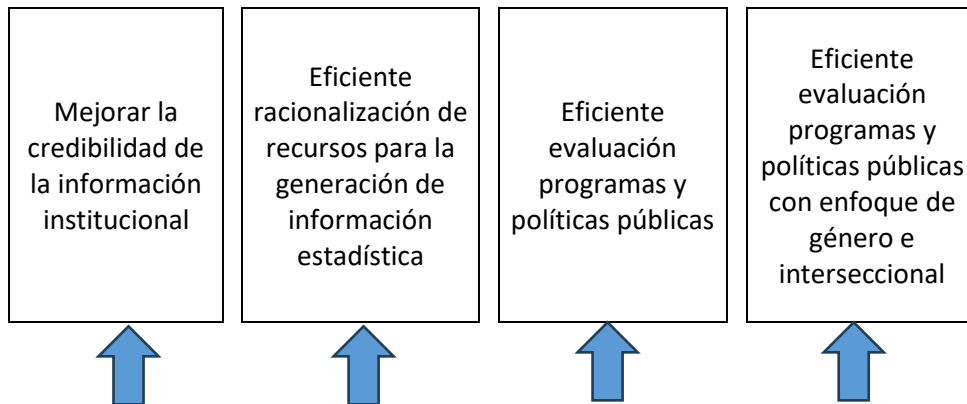 Mejorar la
credibilidad de
la información
institucional
Eficiente
racionalización de
recursos para la
generación de
información
estadística
Eficiente
evaluación
programas y
políticas públicas
Eficiente
evaluación
programas y
políticas públicas
con enfoque de
género e
interseccional